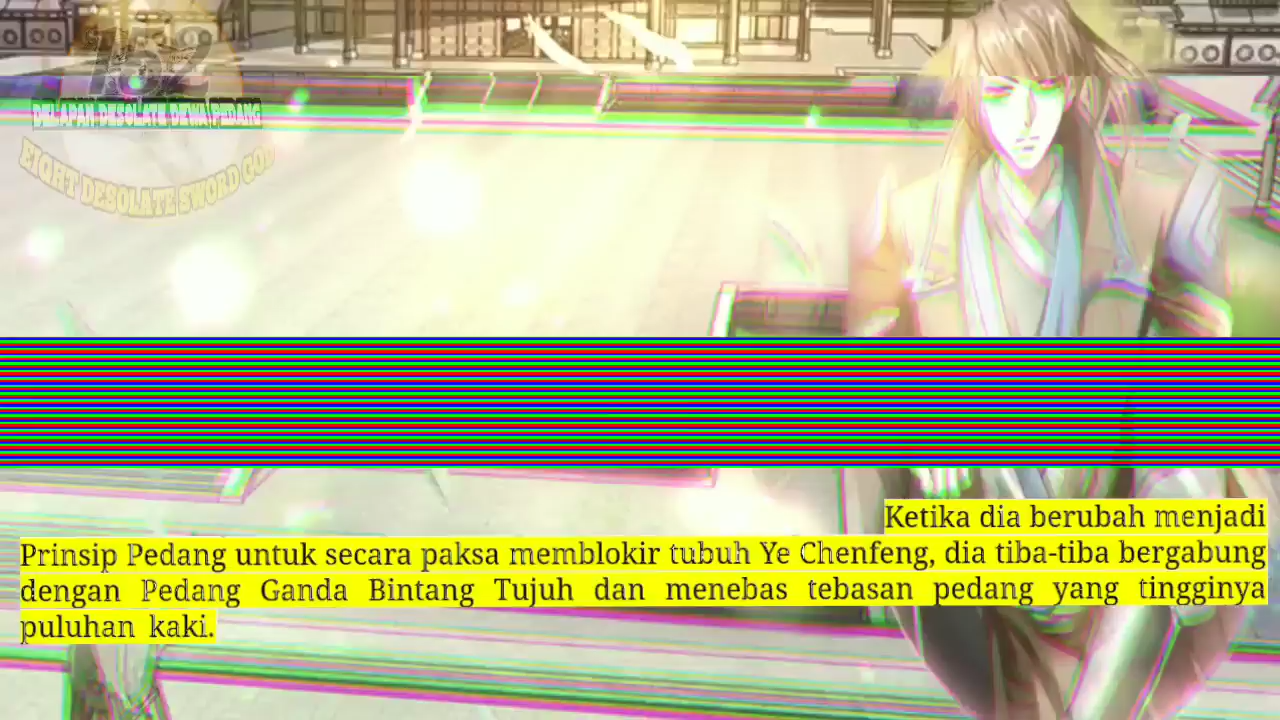 152
DELAPAN DESOLATE DEWA PEDANG
EIGHT DESOLATE SWORD GOD
Ketika dia berubah menjadi
Prinsip Pedang untuk secara paksa memblokir tubuh Ye Chenfeng, dia tiba-tiba bergabung
dengan Pedang Ganda Bintang Tujuh dan menebas tebasan pedang yang tingginya
puluhan kaki.